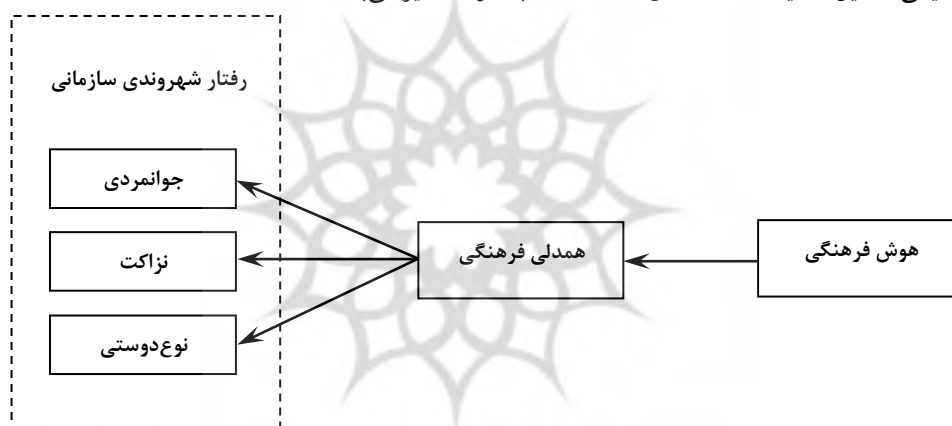 رفتار شهروندی سازمانی
جوانمردی
همدلی فرهنگی
هوش فرهنگی
نزاکت
نوع‌دوستی